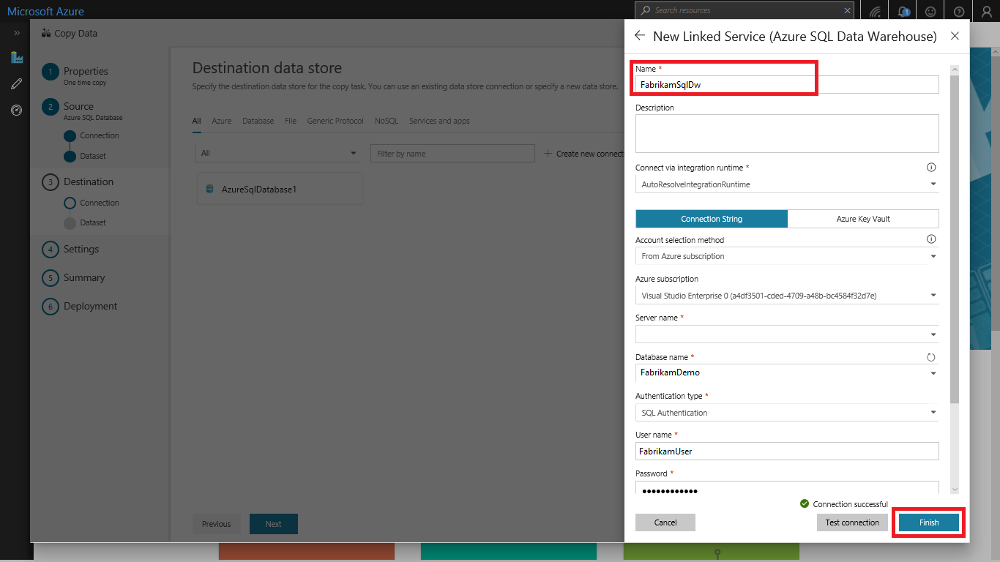 Microsoft Azure
Search resources
1
Copy Data
1 Properties
One time copy
2 Source
Azure SQL Database
Connection
Dataset
3 Destination
Connection
Dataset
4 Settings
5 Summary
6 Deployment
Destination data store
Specify the destination data store for the copy task. You can use an existing data store connection or specify a new data store.
All Azure Database File Generic Protocol NoSQL Services and apps
All Filter by name + Create new connecti
AzureSqlDatabase1
Previous Next
New Linked Service (Azure SQL Data Warehouse)
Name *
FabrikamSqlDw
Description
Connect via integration runtime *
AutoResolveIntegrationRuntime
Connection String Azure Key Vault
Account selection method
From Azure subscription
Azure subscription
Visual Studio Enterprise 0 (a4df3501-cded-4709-a48b-bc4584f32d7e)
Server name *
Database name *
FabrikamDemo
Authentication type *
SQL Authentication
User name *
FabrikamUser
Password *
••••••••••••
Connection successful
Cancel Test connection Finish